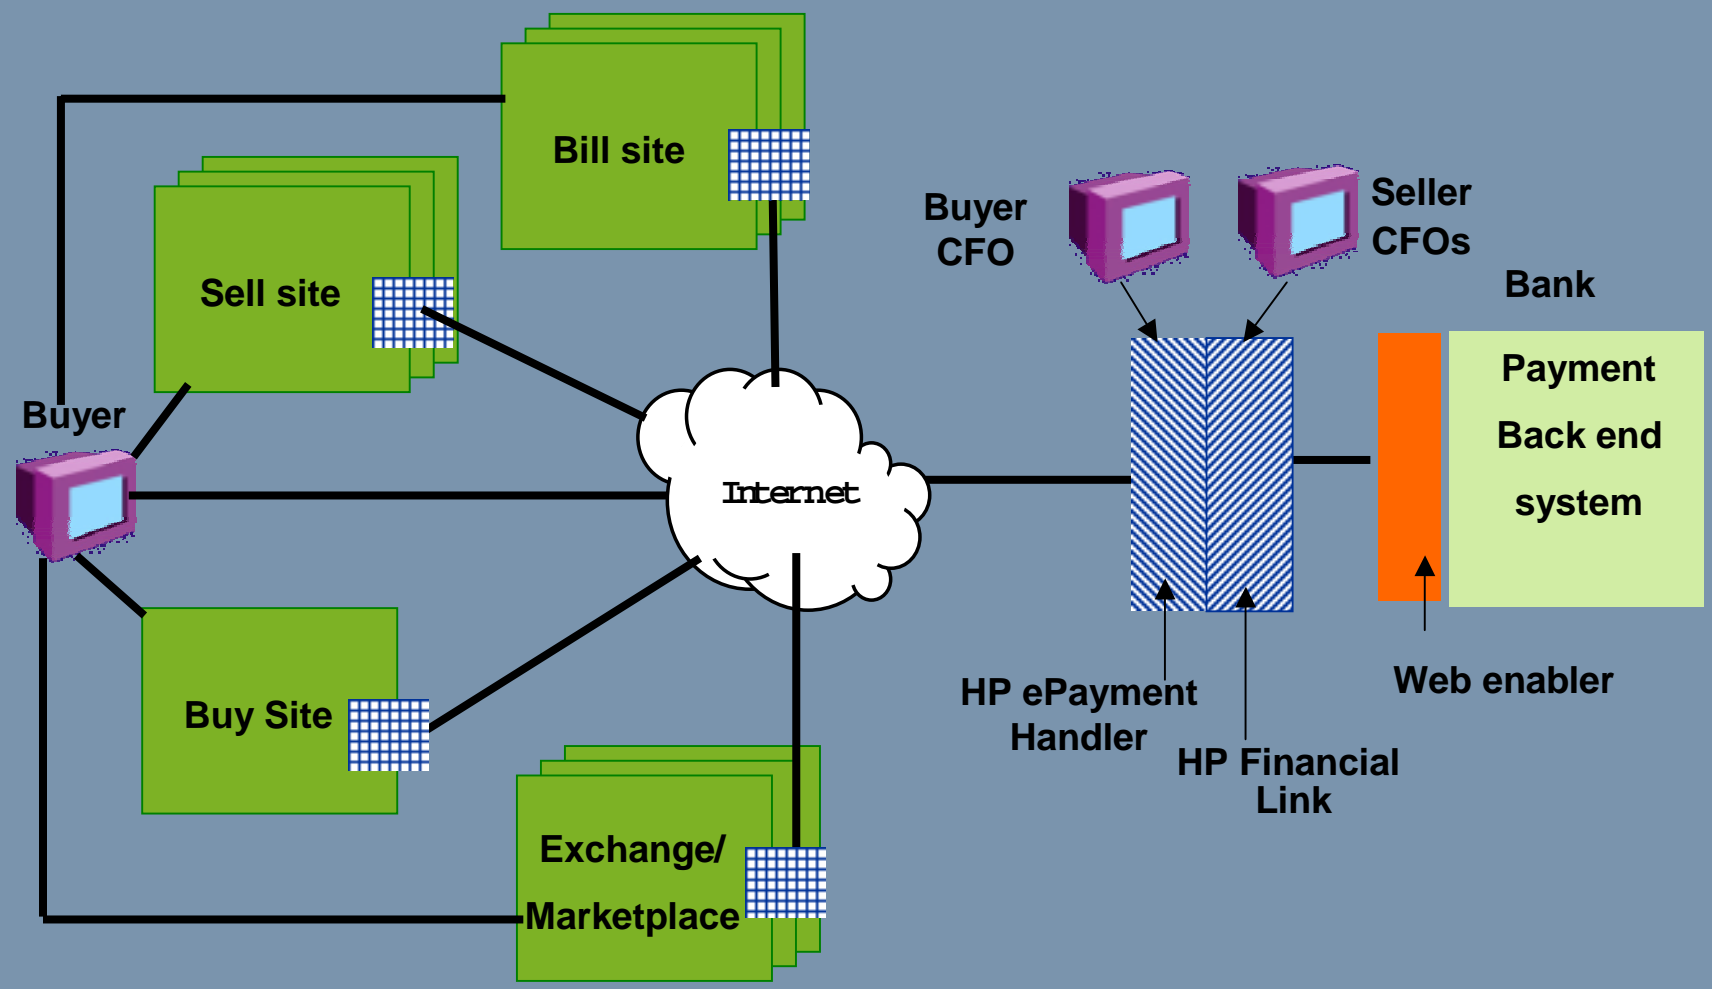 Bill site
Sell site
Buyer
CFO
Seller
CFOs
Bank
Payment
Back end
system
Buyer
Internet
Buy Site
HP ePayment
Handler
HP Financial
Link
Web enabler
Exchange/
Marketplace